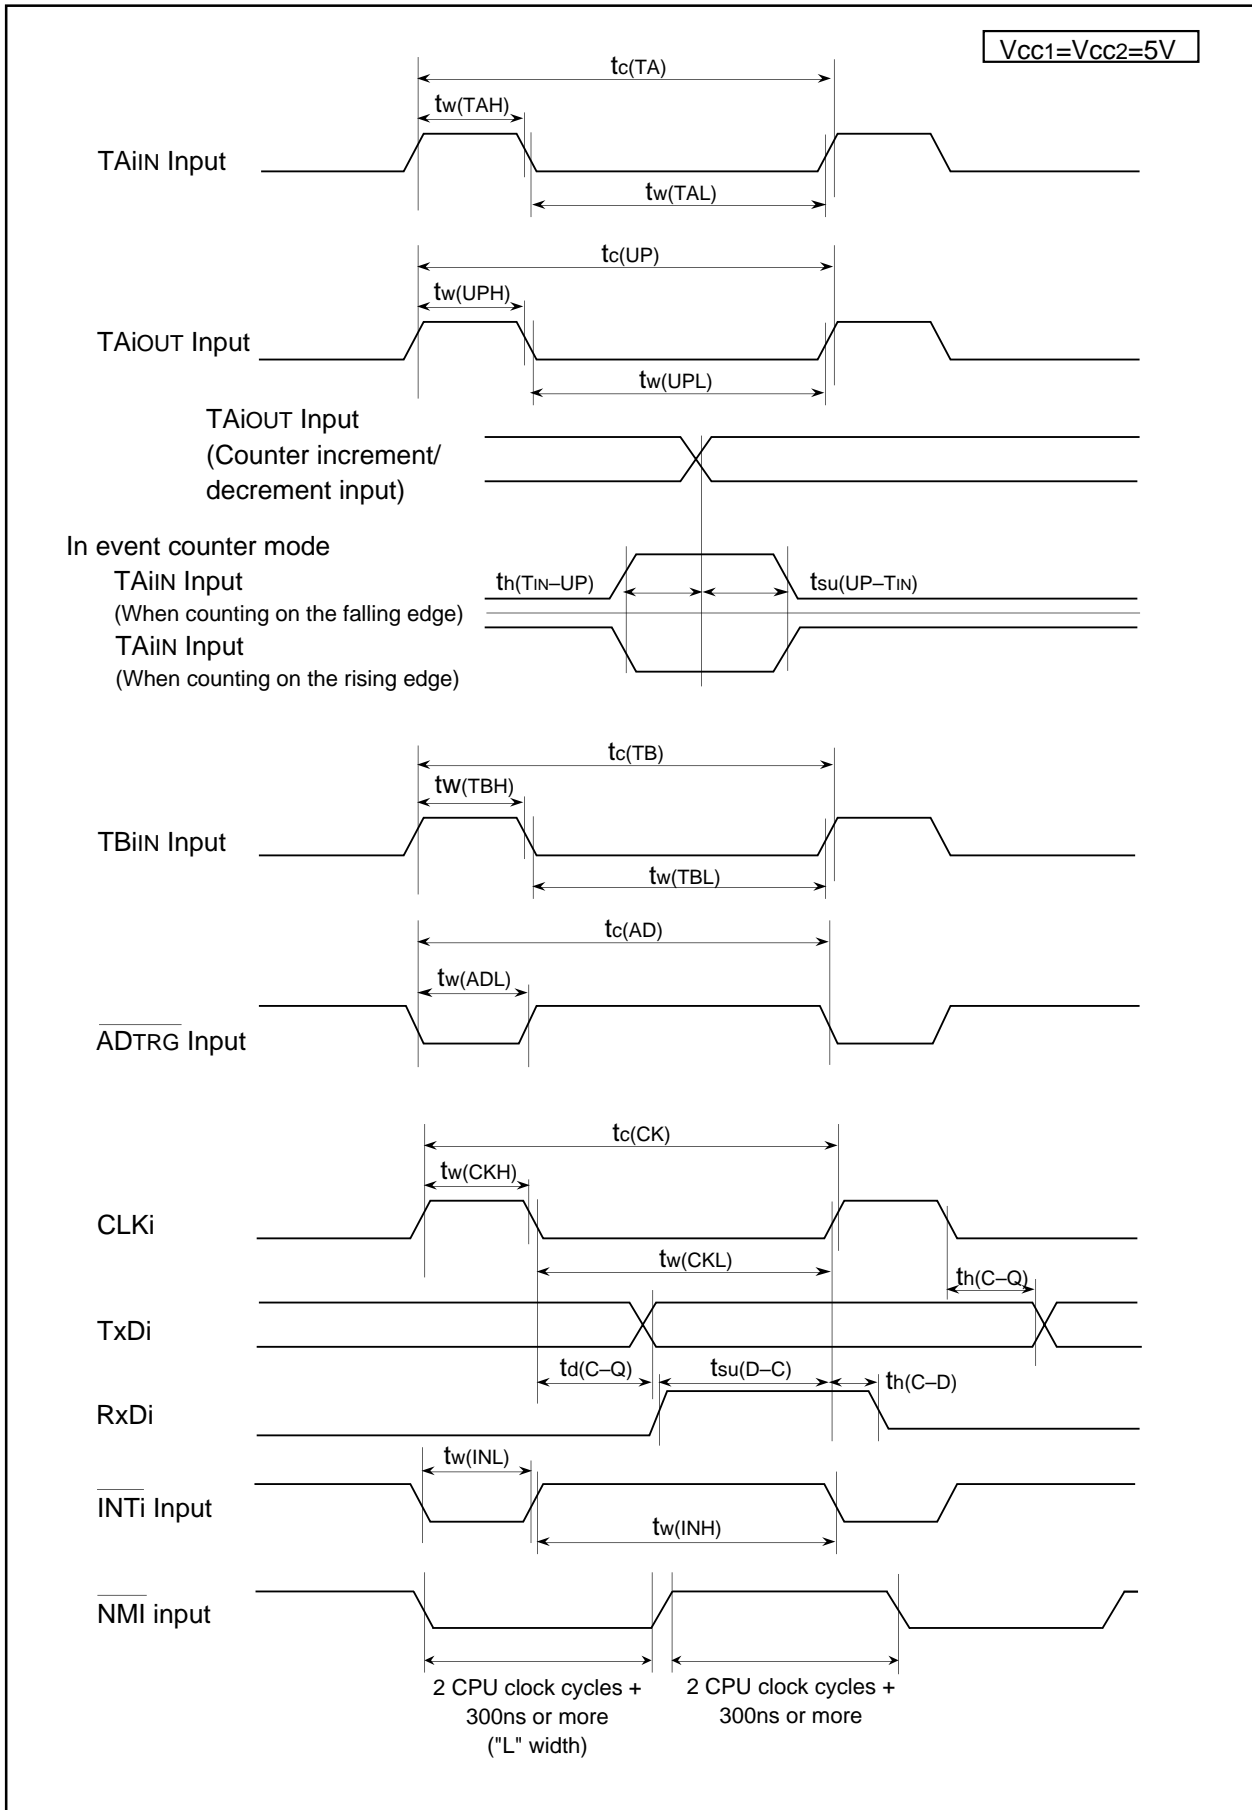 Vcc1=Vcc2=5V
tc(TA)
tw(TAH)
TAiIN Input
tw(TAL)
tc(UP)
tw(UPH)
TAiOUT Input
tw(UPL)
TAiOUT Input
(Counter increment/
decrement input)
In event counter mode
TAiIN Input
th(TIN–UP)
tsu(UP–TIN)
(When counting on the falling edge)
TAiIN Input
(When counting on the rising edge)
tc(TB)
tw(TBH)
TBiIN Input
tw(TBL)
tc(AD)
tw(ADL)
ADTRG Input
tc(CK)
tw(CKH)
CLKi
tw(CKL)
th(C–Q)
TxDi
td(C–Q)
tsu(D–C)
th(C–D)
RxDi
tw(INL)
INTi Input
tw(INH)
NMI input
2 CPU clock cycles +
300ns or more
("L" width)
2 CPU clock cycles +
300ns or more